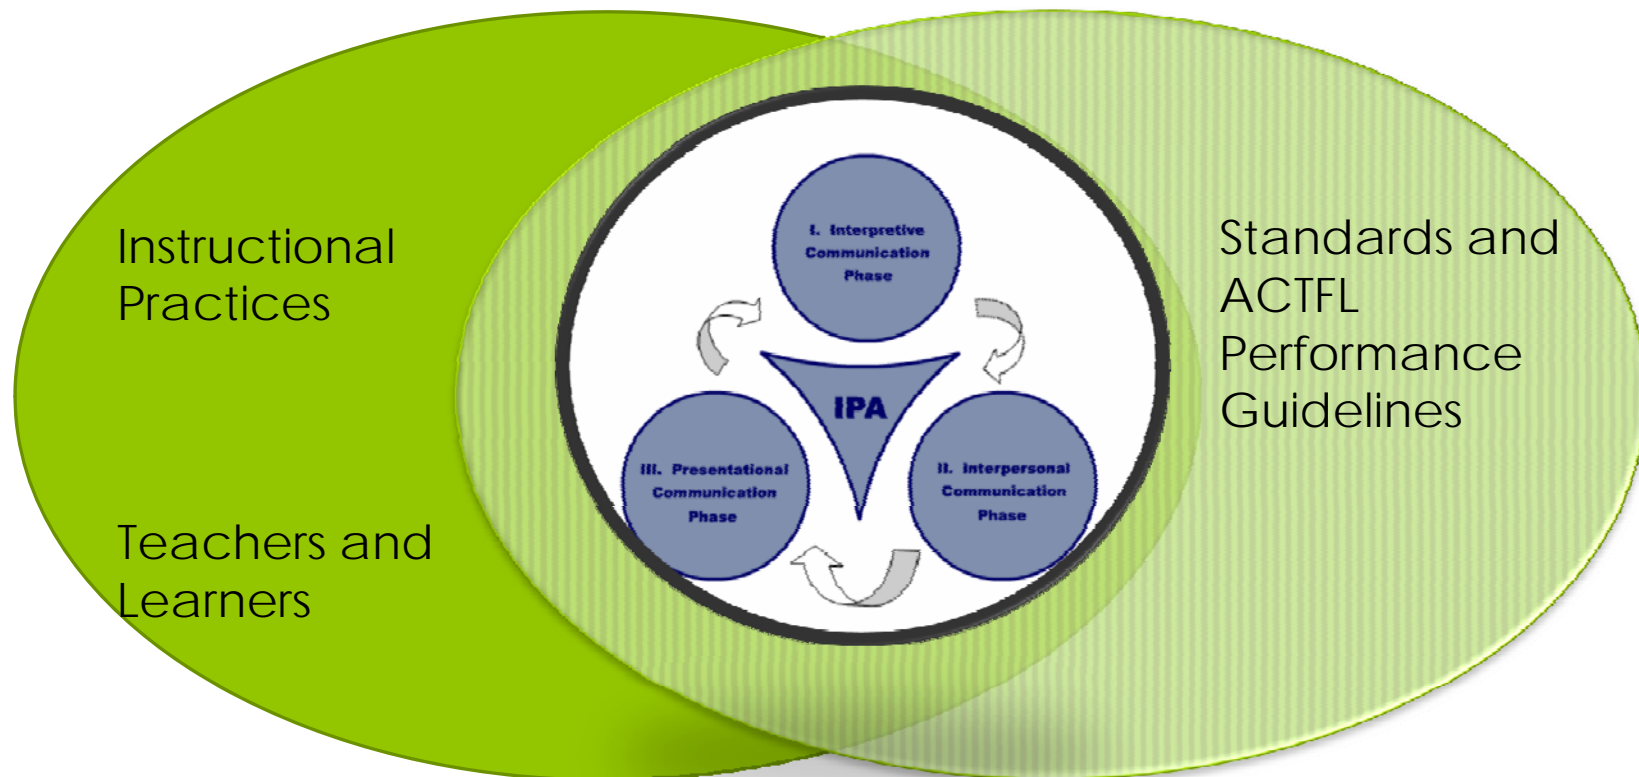 Instructional
Practices
Teachers and
Learners
I. Interpretive
Communication
Phase
IPA
III. Presentational
Communication
Phase
II. Interpersonal
Communication
Phase
Standards and
ACTFL
Performance
Guidelines